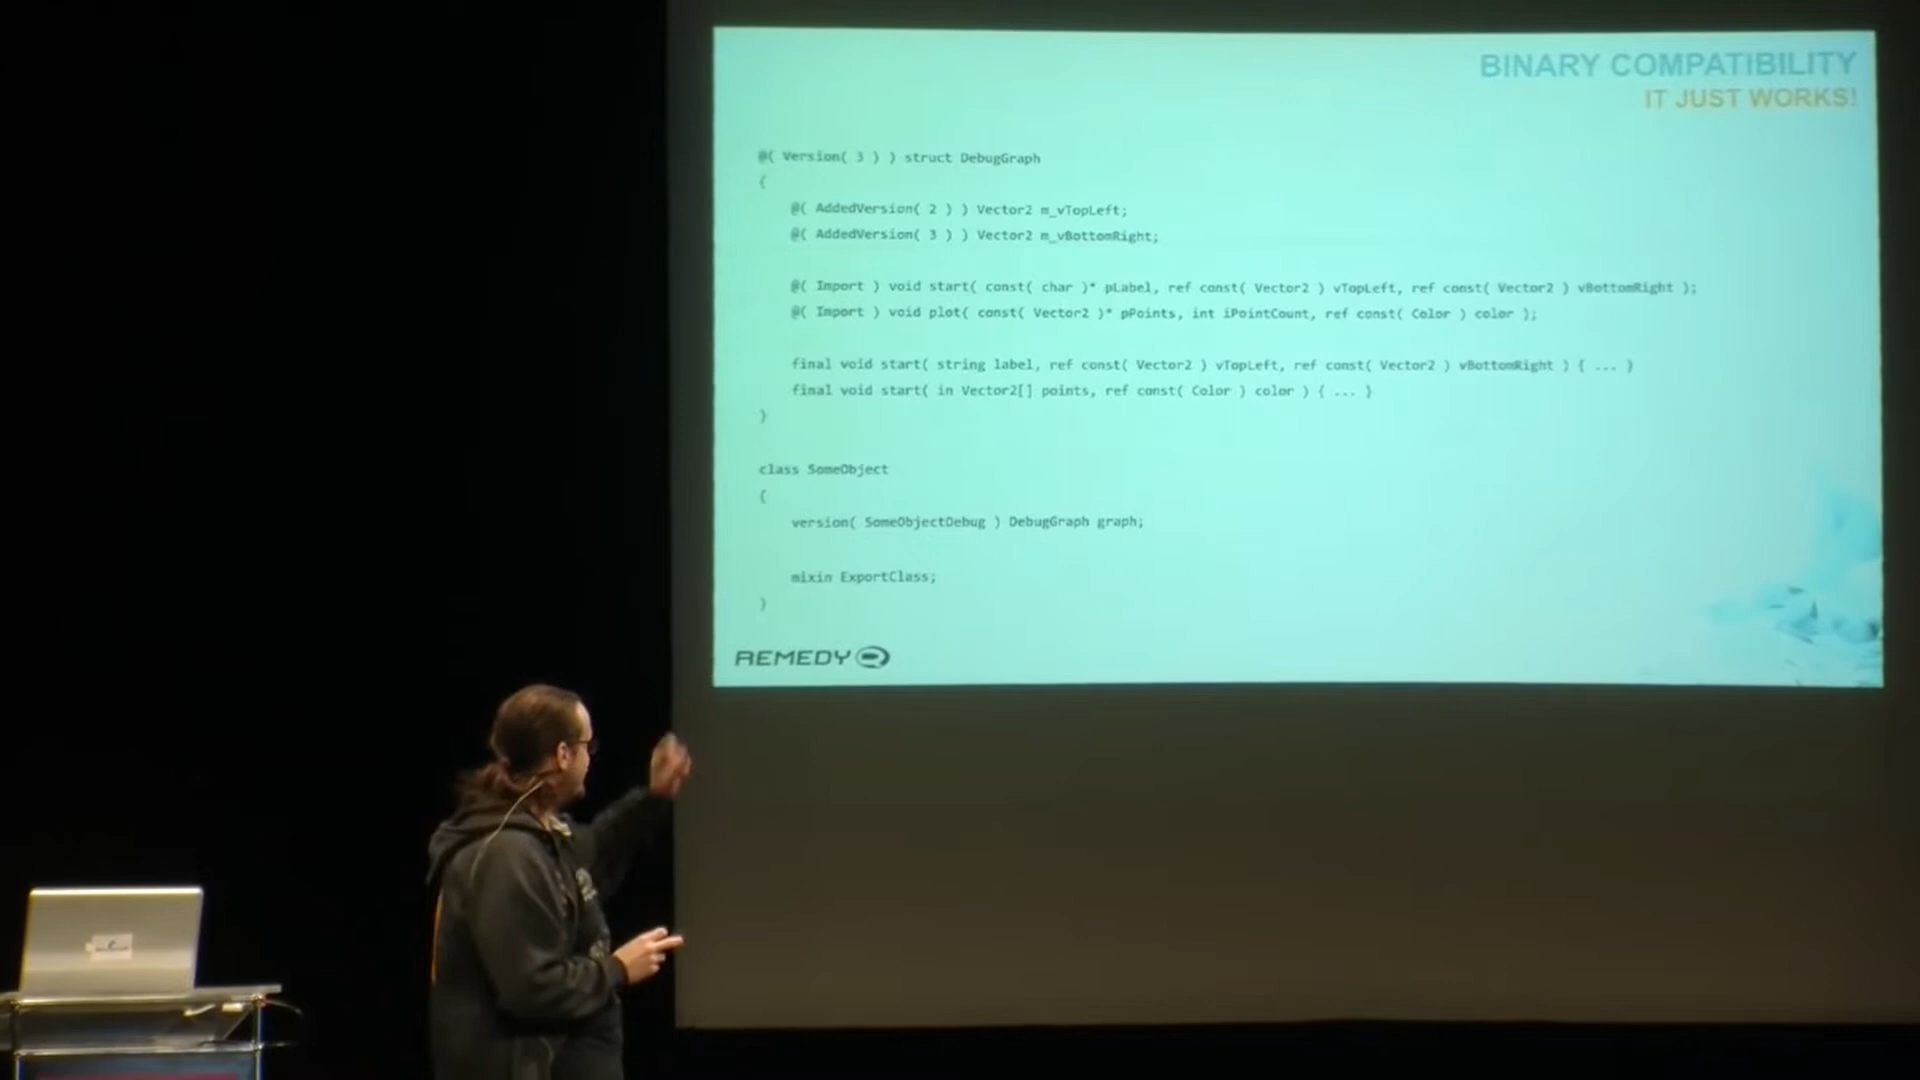 BINARY COMPATIBILITY
IT JUST WORKS!
@( Version( 3 ) ) struct DebugGraph
{
@( AddedVersion( 2 ) ) Vector2 m_vTopLeft;
@( AddedVersion( 3 ) ) Vector2 m_vBottomRight;
@( Import ) void start( const( char )* pLabel, ref const( Vector2 ) vTopLeft, ref const( Vector2 ) vBottomRight );
@( Import ) void plot( const( Vector2 )* pPoints, int iPointCount, ref const( Color ) color );
final void start( string label, ref const( Vector2 ) vTopLeft, ref const( Vector2 ) vBottomRight ) { ... }
final void start( in Vector2[] points, ref const( Color ) color ) { ... }
}
class SomeObject
{
version( SomeObjectDebug ) DebugGraph graph;
mixin ExportClass;
}
REMEDY